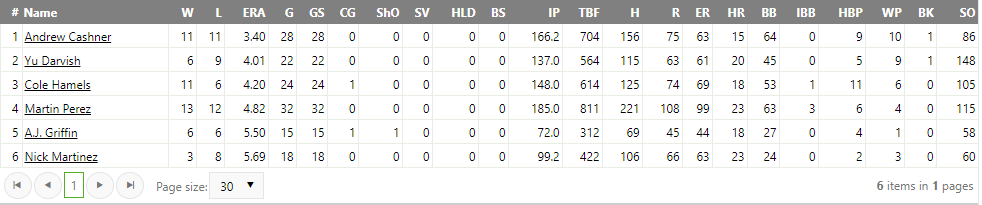 # Name W L ERA G GS CG ShO SV HLD BS IP TBF H R ER HR BB IBB HBP WP BK SO
1 Andrew Cashner 11 11 3.40 28 28 0 0 0 0 0 166.2 704 156 75 63 15 64 0 9 10 1 86
2 Yu Darvish 6 9 4.01 22 22 0 0 0 0 0 137.0 564 115 63 61 20 45 0 5 9 1 148
3 Cole Hamels 11 6 4.20 24 24 1 0 0 0 0 148.0 614 125 74 69 18 53 1 11 6 0 105
4 Martin Perez 13 12 4.82 32 32 0 0 0 0 0 185.0 811 221 108 99 23 63 3 6 4 0 115
5 A.J. Griffin 6 6 5.50 15 15 1 1 0 0 0 72.0 312 69 45 44 18 27 0 4 1 0 58
6 Nick Martinez 3 8 5.69 18 18 0 0 0 0 0 99.2 422 106 66 63 23 24 0 2 3 0 60
1 Page size: 30 6 items in 1 pages